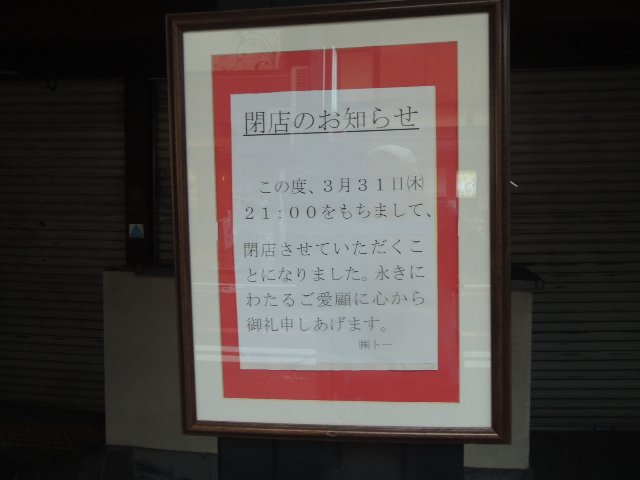 閉店のお知らせ
この度、３月３１日㈭
２１：００をもちまして、
閉店させていただくこ
とになりました。永きに
わたるご愛顧に心から
御礼申しあげます。
㈱トー